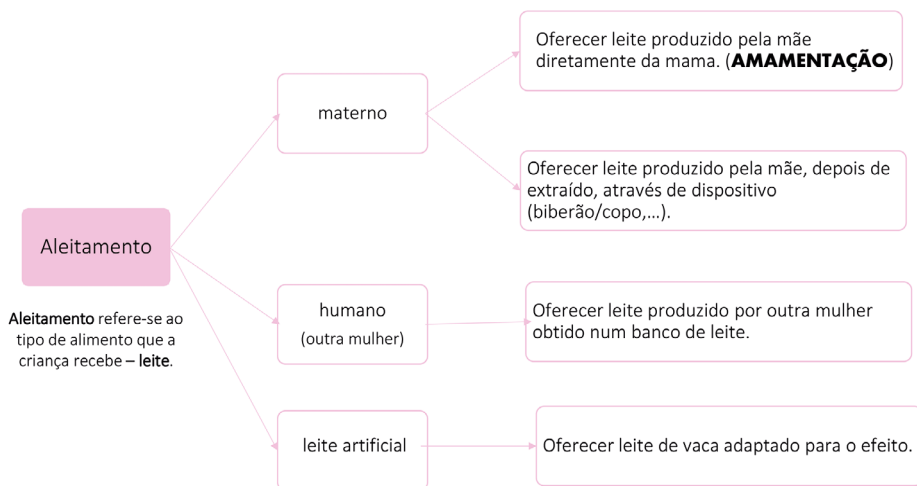 Oferecer leite produzido pela mãe
diretamente da mama. (AMAMENTAÇÃO)
materno
Oferecer leite produzido pela mãe, depois de
extraído, através de dispositivo
(biberão/copo,...).
Aleitamento
Aleitamento refere-se ao
tipo de alimento que a
criança recebe – leite.
humano
(outra mulher)
Oferecer leite produzido por outra mulher
obtido num banco de leite.
leite artificial
Oferecer leite de vaca adaptado para o efeito.